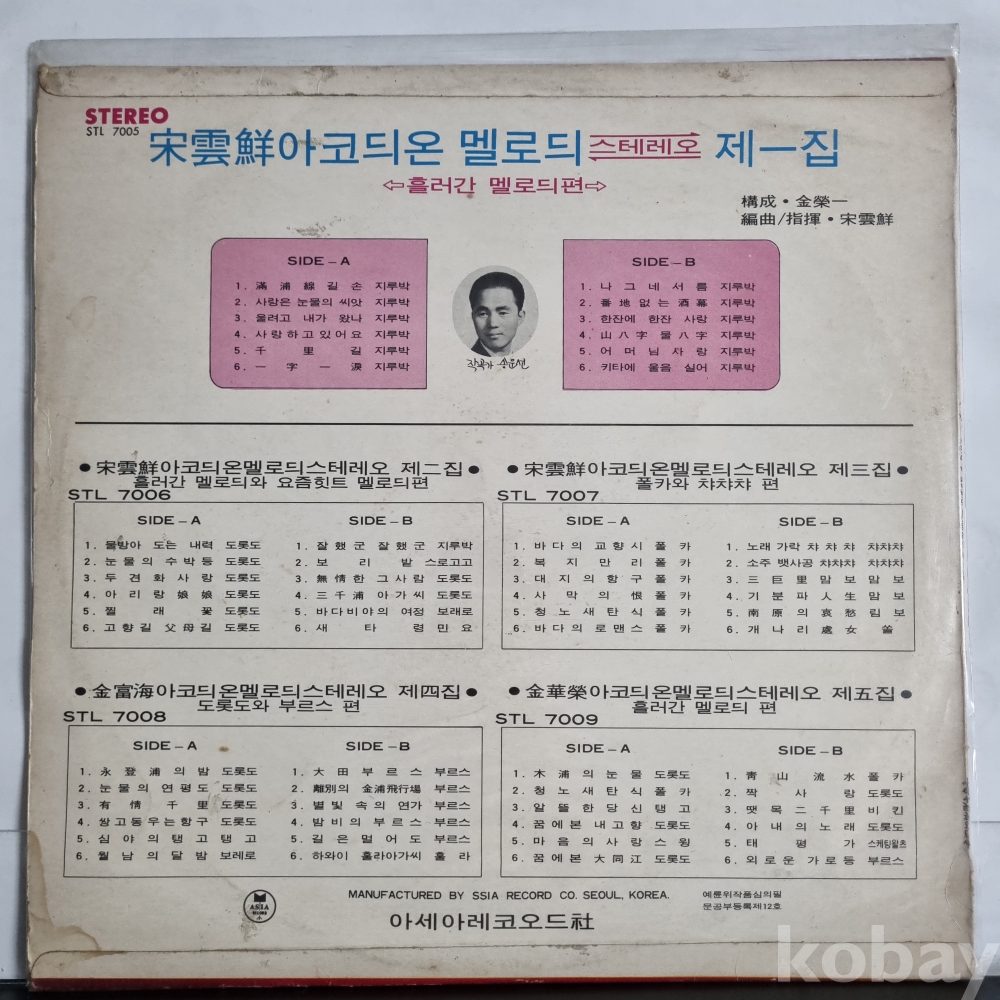 STEREO
STL 7005
宋雲鮮아코듸온 멜로듸 스테레오 제一집
⇦흘러간 멜로듸편⇨
構成・金榮一
編曲/指揮・宋雲鮮
SIDE – A
1. 滿浦線길손 지루박
2. 사랑은 눈물의 씨앗 지루박
3. 울려고 내가 왔나 지루박
4. 사랑하고 있어요 지루박
5. 千里길 지루박
6. 一字一淚 지루박
작곡가 송운선
SIDE – B
1. 나그네서름 지루박
2. 番地없는 酒幕 지루박
3. 한잔에 한잔 사랑 지루박
4. 山八字 물八字 지루박
5. 어머님사랑 지루박
6. 키타에 울음 실어 지루박
● 宋雲鮮아코듸온멜로듸스테레오 제二집 ●
흘러간 멜로듸와 요즘힛트 멜로듸편
STL 7006
SIDE – A
1. 물방아 도는 내력 도롯도
2. 눈물의 수박등 도롯도
3. 두견화사랑 도롯도
4. 아리랑娘娘 도롯도
5. 찔래꽃 도롯도
6. 고향길 父母길 도롯도
SIDE – B
1. 잘했군 잘했군 지루박
2. 보리밭 스로고고
3. 無情한 그사람 도롯도
4. 三千浦 아가씨 도롯도
5. 바다비야의 여정 보래로
6. 새타령 민요
● 宋雲鮮아코듸온멜로듸스테레오 제三집 ●
폴카와 챠챠챠 편
STL 7007
SIDE – A
1. 바다의 교향시 폴카
2. 복지만리 폴카
3. 대지의 항구 폴카
4. 사막의 恨 폴카
5. 청노새탄식 폴카
6. 바다의 로맨스 폴카
SIDE – B
1. 노래가락 챠챠챠 챠챠챠
2. 소주 뱃사공 챠챠챠 챠챠챠
3. 三巨里 맘보 맘보
4. 기분파 人生 맘보
5. 南原의 哀愁 림보
6. 개나리 處女 쏠
● 金富海아코듸온멜로듸스테레오 제四집 ●
도롯도와 부르스 편
STL 7008
SIDE – A
1. 永登浦의 밤 도롯도
2. 눈물의 연평도 도롯도
3. 有情千里 도롯도
4. 쌍고동우는항구 도롯도
5. 심야의 탱고 탱고
6. 월남의 달밤 보레로
SIDE – B
1. 大田부르스 부르스
2. 離別의 金浦飛行場 부르스
3. 별빛 속의 연가 부르스
4. 밤비의 부르스 부르스
5. 길은 멀어도 부르스
6. 하와이 훌라아가씨 훌라
● 金華榮아코듸온멜로듸스테레오 제五집 ●
흘러간 멜로듸 편
STL 7009
SIDE – A
1. 木浦의 눈물 도롯도
2. 청노새탄식 폴카
3. 알뜰한 당신 탱고
4. 꿈에본 내고향 도롯도
5. 마음의 사랑 스윙
6. 꿈에본 大同江 도롯도
SIDE – B
1. 靑山流水 폴카
2. 짝사랑 도롯도
3. 땟목二千里 비긴
4. 아내의 노래 도롯도
5. 태평가 스케팅왈츠
6. 외로운 가로등 부르스
ASIA
MANUFACTURED BY SSIA RECORD CO. SEOUL, KOREA.
아세아레코오드社
예륜위작품심의필
문공부등록제12호
kobay